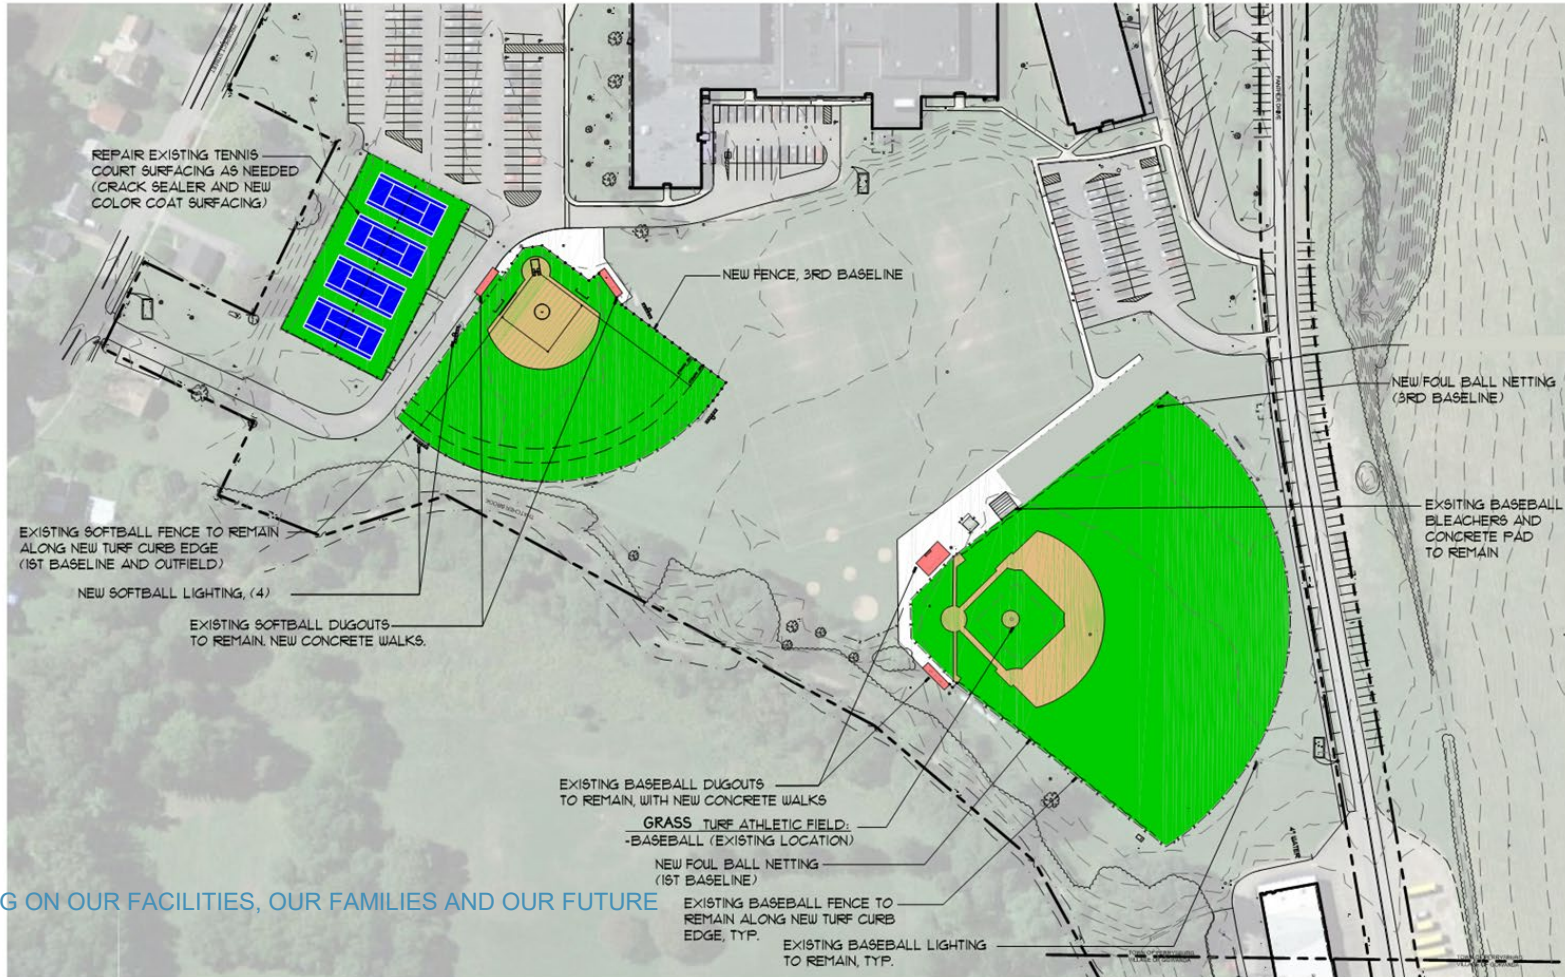 REPAIR EXISTING TENNIS
COURT SURFACING AS NEEDED
(CRACK SEALER AND NEW
COLOR COAT SURFACING)
NEW FENCE, 3RD BASELINE
NEW FOUL BALL NETTING
(3RD BASELINE)
EXSITING BASEBALL
BLEACHERS AND
CONCRETE PAD
TO REMAIN
EXISTING SOFTBALL FENCE TO REMAIN
ALONG NEW TURF CURB EDGE
(1ST BASELINE AND OUTFIELD)
NEW SOFTBALL LIGHTING, (4)
EXISTING SOFTBALL DUGOUTS
TO REMAIN. NEW CONCRETE WALKS.
EXISTING BASEBALL DUGOUTS
TO REMAIN, WITH NEW CONCRETE WALKS
GRASS TURF ATHLETIC FIELD:
-BASEBALL (EXISTING LOCATION)
NEW FOUL BALL NETTING
(1ST BASELINE)
EXISTING BASEBALL FENCE TO
REMAIN ALONG NEW TURF CURB
EDGE, TYP.
EXISTING BASEBALL LIGHTING
TO REMAIN, TYP.
G ON OUR FACILITIES, OUR FAMILIES AND OUR FUTURE